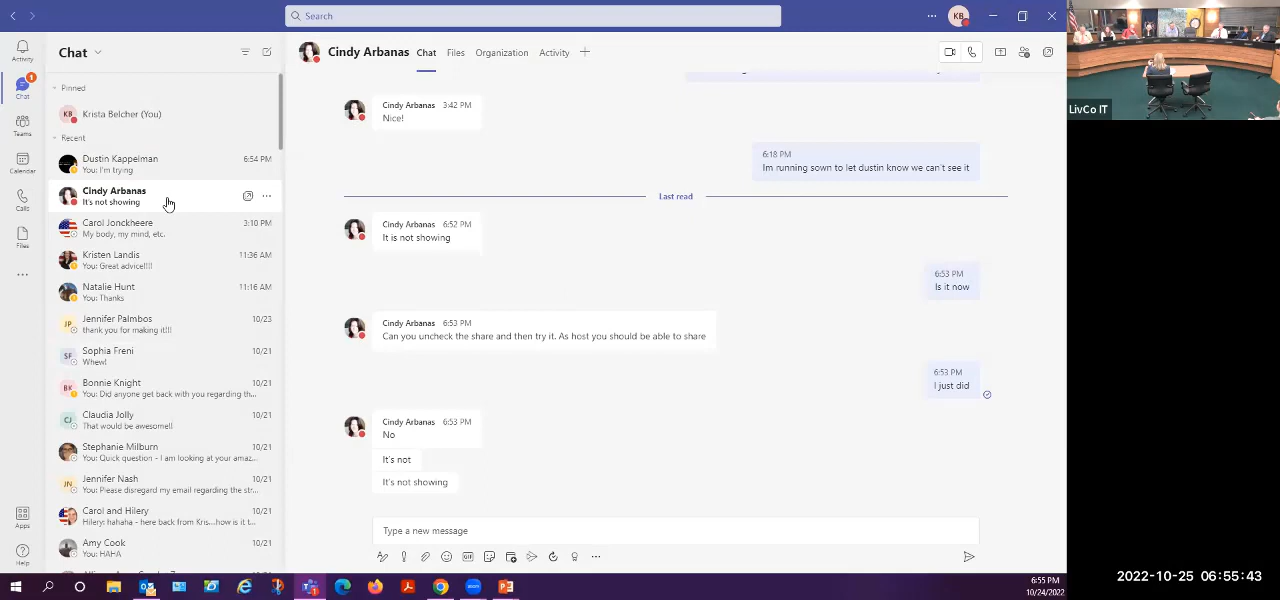 Search
KB
Activity
Chat
Teams
Calendar
Calls
Files
Apps
Help
1
Chat
Pinned
KB
Krista Belcher (You)
Recent
Dustin Kappelman 6:54 PM
You: I'm trying
Cindy Arbanas
It's not showing
Carol Jonckheere 3:10 PM
My body, my mind, etc.
Kristen Landis 11:36 AM
You: Great advice!!!!
Natalie Hunt 11:16 AM
You: Thanks
JP
Jennifer Palmbos 10/23
thank you for making it!!!
SF
Sophia Freni 10/21
Whew!
BK
Bonnie Knight 10/21
You: Did anyone get back with you regarding th...
CJ
Claudia Jolly 10/21
That would be awesome!!
Stephanie Milburn 10/21
You: Quick question - I am looking at your amaz...
JN
Jennifer Nash 10/21
You: Please disregard my email regarding the str...
Carol and Hilery 10/21
Hilery: hahaha - here back from Kris....how is it t...
Amy Cook 10/21
You: HAHA
Cindy Arbanas Chat Files Organization Activity
Cindy Arbanas 3:42 PM
Nice!
6:18 PM
Im running sown to let dustin know we can't see it
Last read
Cindy Arbanas 6:52 PM
It is not showing
6:53 PM
Is it now
Cindy Arbanas 6:53 PM
Can you uncheck the share and then try it. As host you should be able to share
6:53 PM
I just did
Cindy Arbanas 6:53 PM
No
It's not
It's not showing
Type a new message
GIF
6:55 PM
10/24/2022
LivCo IT
2022-10-25 06:55:43